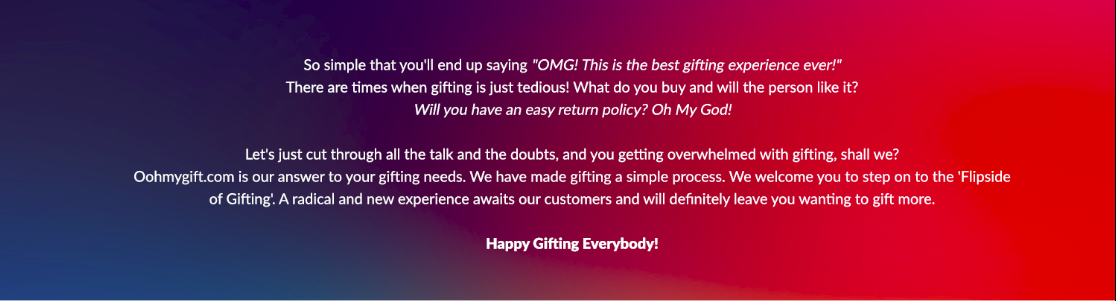 So simple that you'll end up saying "OMG! This is the best gifting experience ever!"
There are times when gifting is just tedious! What do you buy and will the person like it?
Will you have an easy return policy? Oh My God!
Let's just cut through all the talk and the doubts, and you getting overwhelmed with gifting, shall we?
Oohmygift.com is our answer to your gifting needs. We have made gifting a simple process. We welcome you to step on to the 'Flipside
of Gifting'. A radical and new experience awaits our customers and will definitely leave you wanting to gift more.
Happy Gifting Everybody!